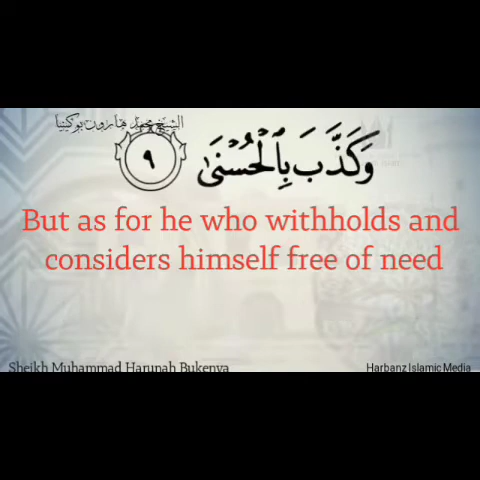 الشيخ محمد هارون بوكينيا
وَكَذَّبَ بِٱلْحُسْنَىٰ ٩
But as for he who withholds and
considers himself free of need
Sheikh Muhammad Harunah Bukenya
Harbanz Islamic Media